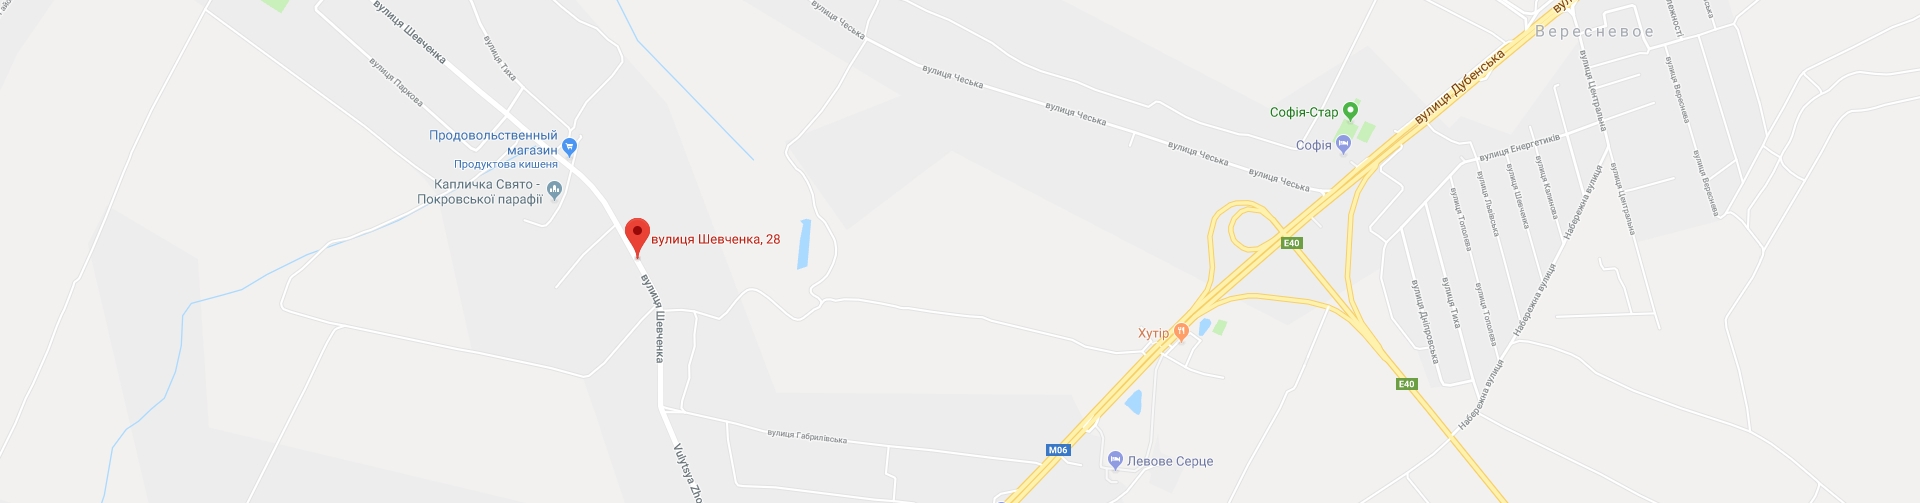 вулиця Шевченка
вулиця Тиха
вулиця Паркова
Продовольственный
магазин
Продуктова кишеня
Капличка Свято -
Покровської парафії
вулиця Шевченка, 28
вулиця Шевченка
Vulytsya Zho
вулиця Габрилівська
вулиця Чеська
вулиця Чеська
вулиця Чеська
вулиця Чеська
вулиця Чеська
Софія-Стар
Софія
вулиця Дубенська
Вересневое
E40
Хутір
E40
M06
Левове Серце
вулиця Центральна
вулиця Вереснева
вулиця Енергетиків
вулиця Вереснева
вулиця Центральна
вулиця Калинова
вулиця Шевченка
вулиця Львівська
вулиця Тополева
Набережна вулиця
Набережна вулиця
вулиця Дніпровська
вулиця Тиха
вулиця Тополева
Набережна вулиця